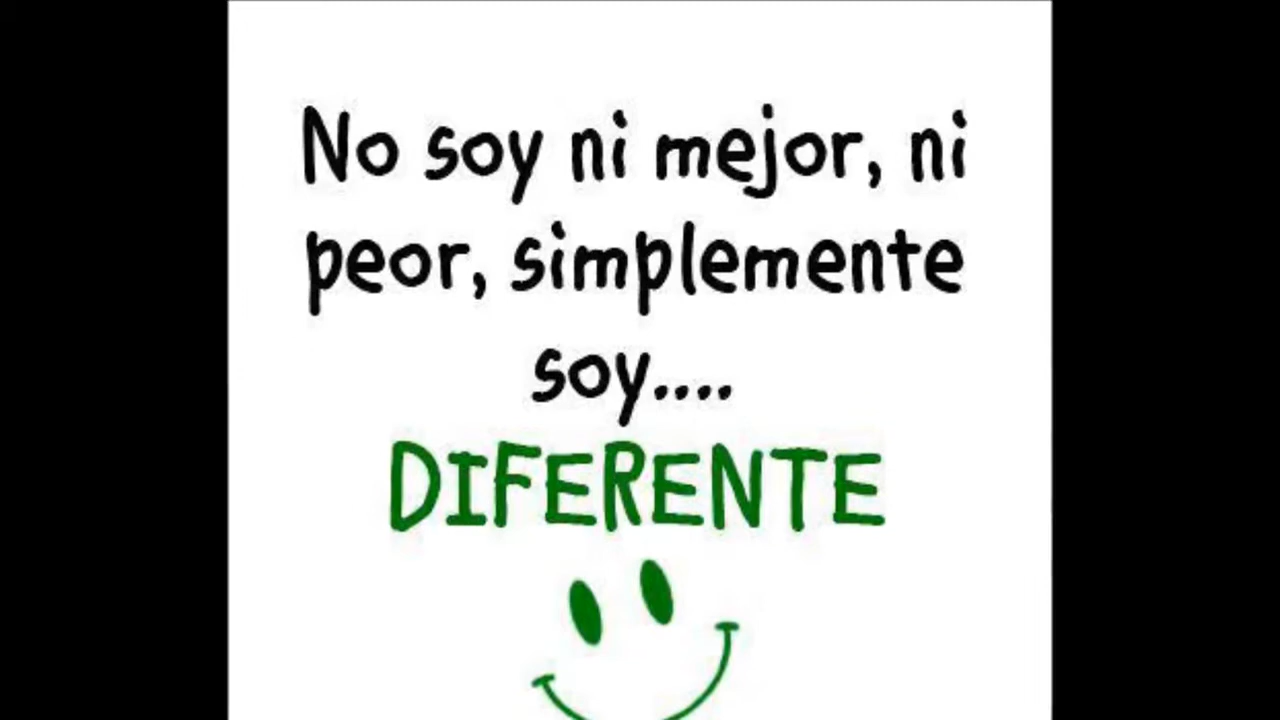 No soy ni mejor, ni
peor, simplemente
soy....
DIFERENTE